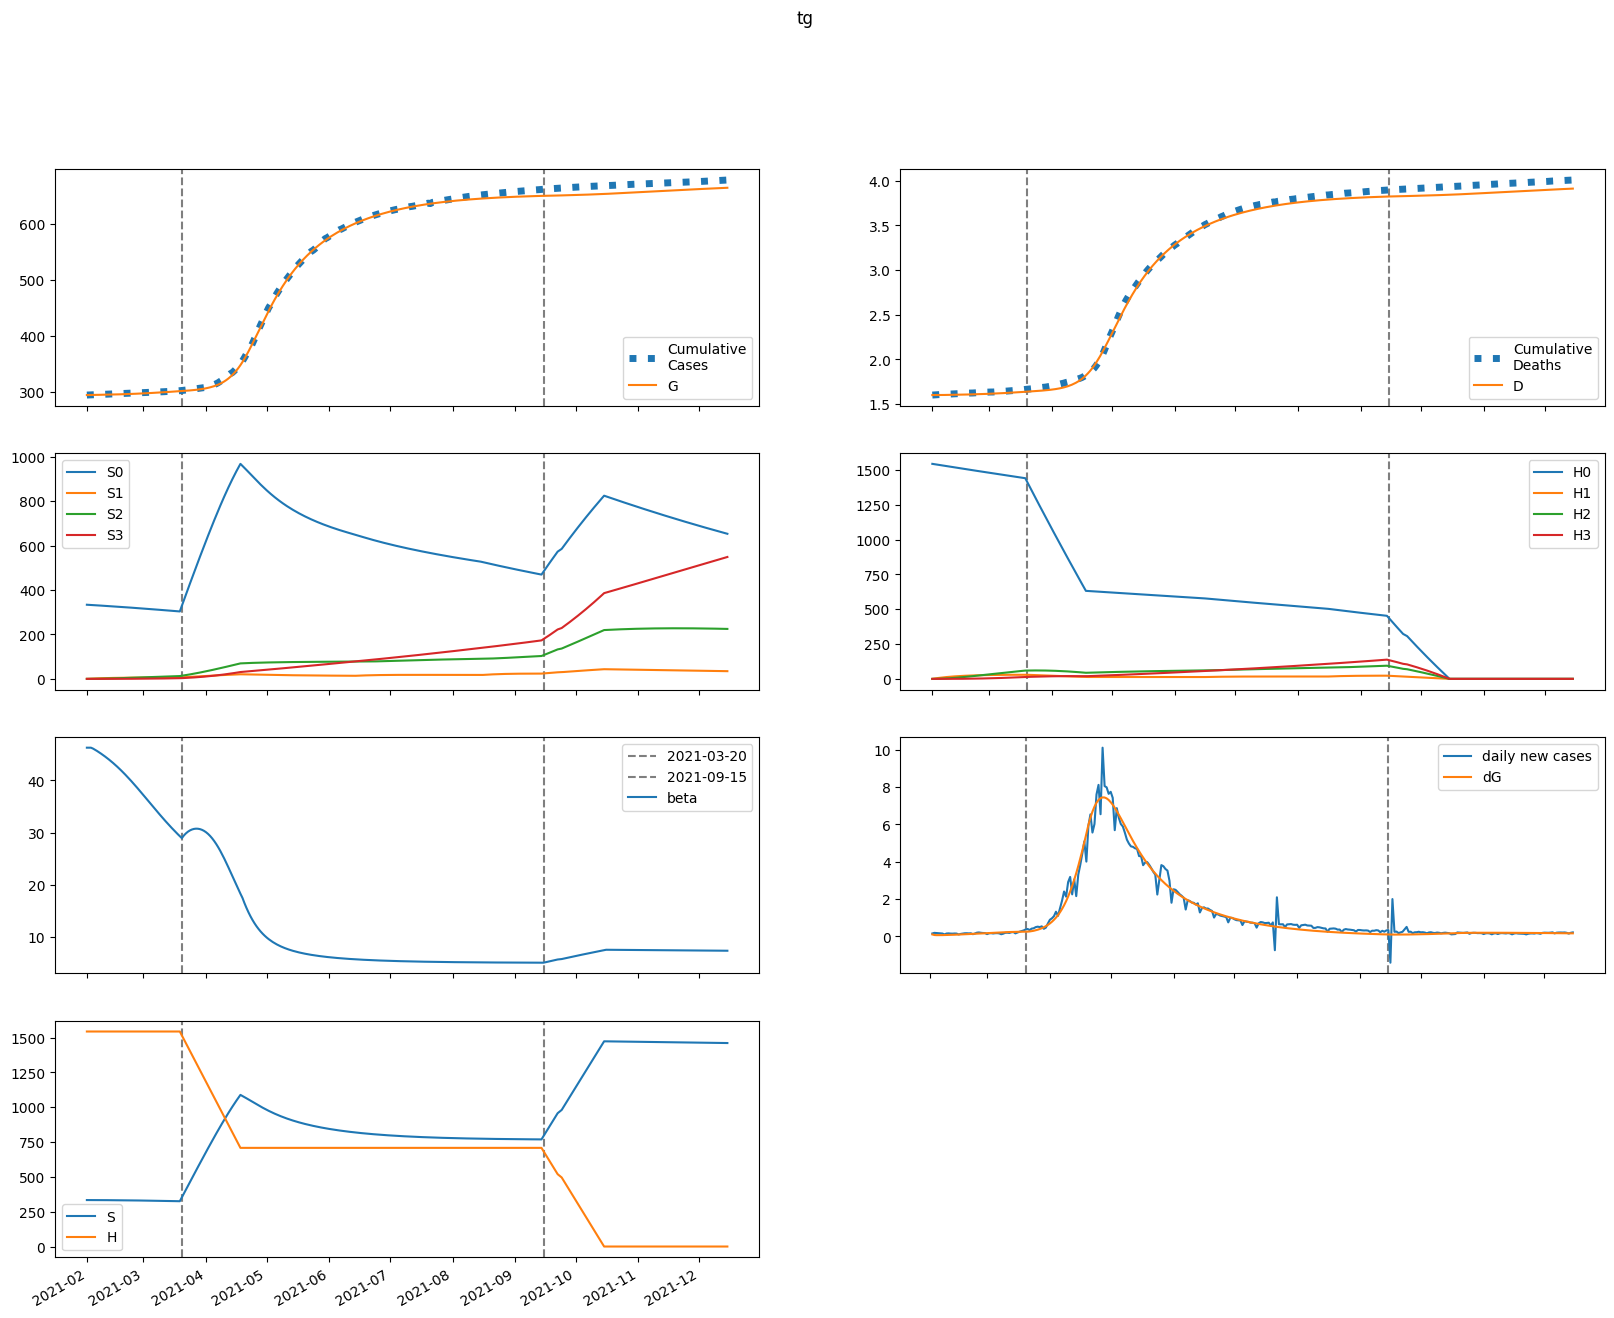 tg
600
500
400
300
Cumulative
Cases
G
4.0
3.5
3.0
2.5
2.0
1.5
Cumulative
Deaths
D
1000
800
600
400
200
0
S0
S1
S2
S3
1500
1250
1000
750
500
250
0
H0
H1
H2
H3
40
30
20
10
2021-03-20
2021-09-15
beta
10
8
6
4
2
0
daily new cases
dG
1500
1250
1000
750
500
250
0
S
H
2021-02
2021-03
2021-04
2021-05
2021-06
2021-07
2021-08
2021-09
2021-10
2021-11
2021-12